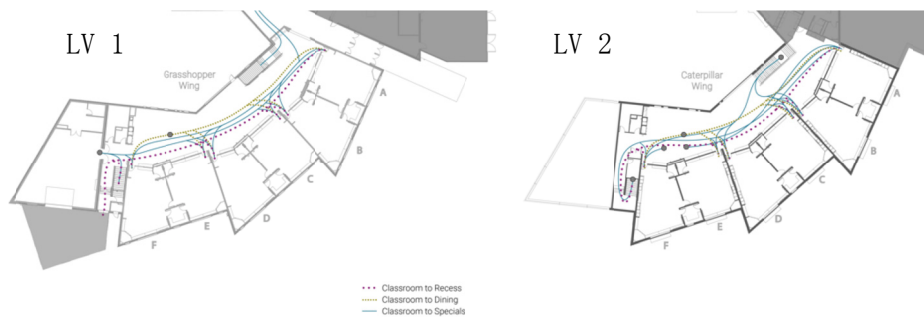 LV 1
Grasshopper
Wing
A
B
C
D
E
F
LV 2
Caterpillar
Wing
A
B
C
D
E
F
Classroom to Recess
Classroom to Dining
Classroom to Specials